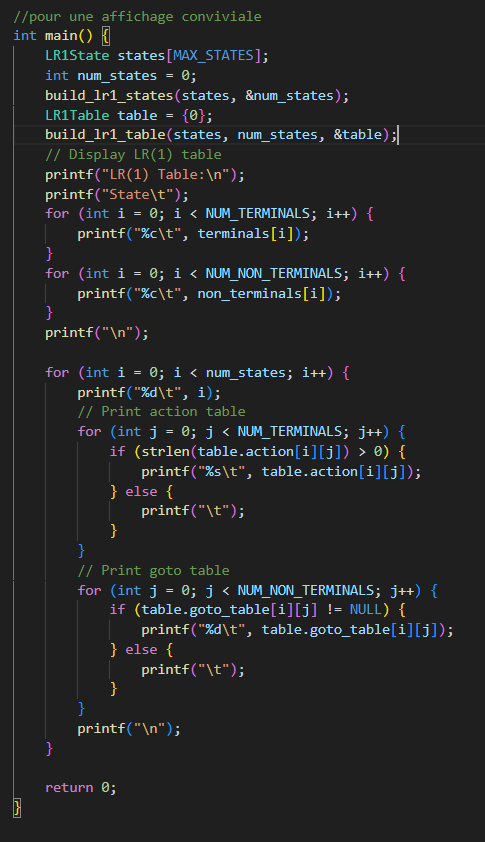 //pour une affichage conviviale
int main() {
    LR1State states[MAX_STATES];
    int num_states = 0;
    build_lr1_states(states, &num_states);
    LR1Table table = {0};
    build_lr1_table(states, num_states, &table);
    // Display LR(1) table
    printf("LR(1) Table:\n");
    printf("State\t");
    for (int i = 0; i < NUM_TERMINALS; i++) {
        printf("%c\t", terminals[i]);
    }
    for (int i = 0; i < NUM_NON_TERMINALS; i++) {
        printf("%c\t", non_terminals[i]);
    }
    printf("\n");

    for (int i = 0; i < num_states; i++) {
        printf("%d\t", i);
        // Print action table
        for (int j = 0; j < NUM_TERMINALS; j++) {
            if (strlen(table.action[i][j]) > 0) {
                printf("%s\t", table.action[i][j]);
            } else {
                printf("\t");
            }
        }
        // Print goto table
        for (int j = 0; j < NUM_NON_TERMINALS; j++) {
            if (table.goto_table[i][j] != NULL) {
                printf("%d\t", table.goto_table[i][j]);
            } else {
                printf("\t");
            }
        }
        printf("\n");
    }

    return 0;
}